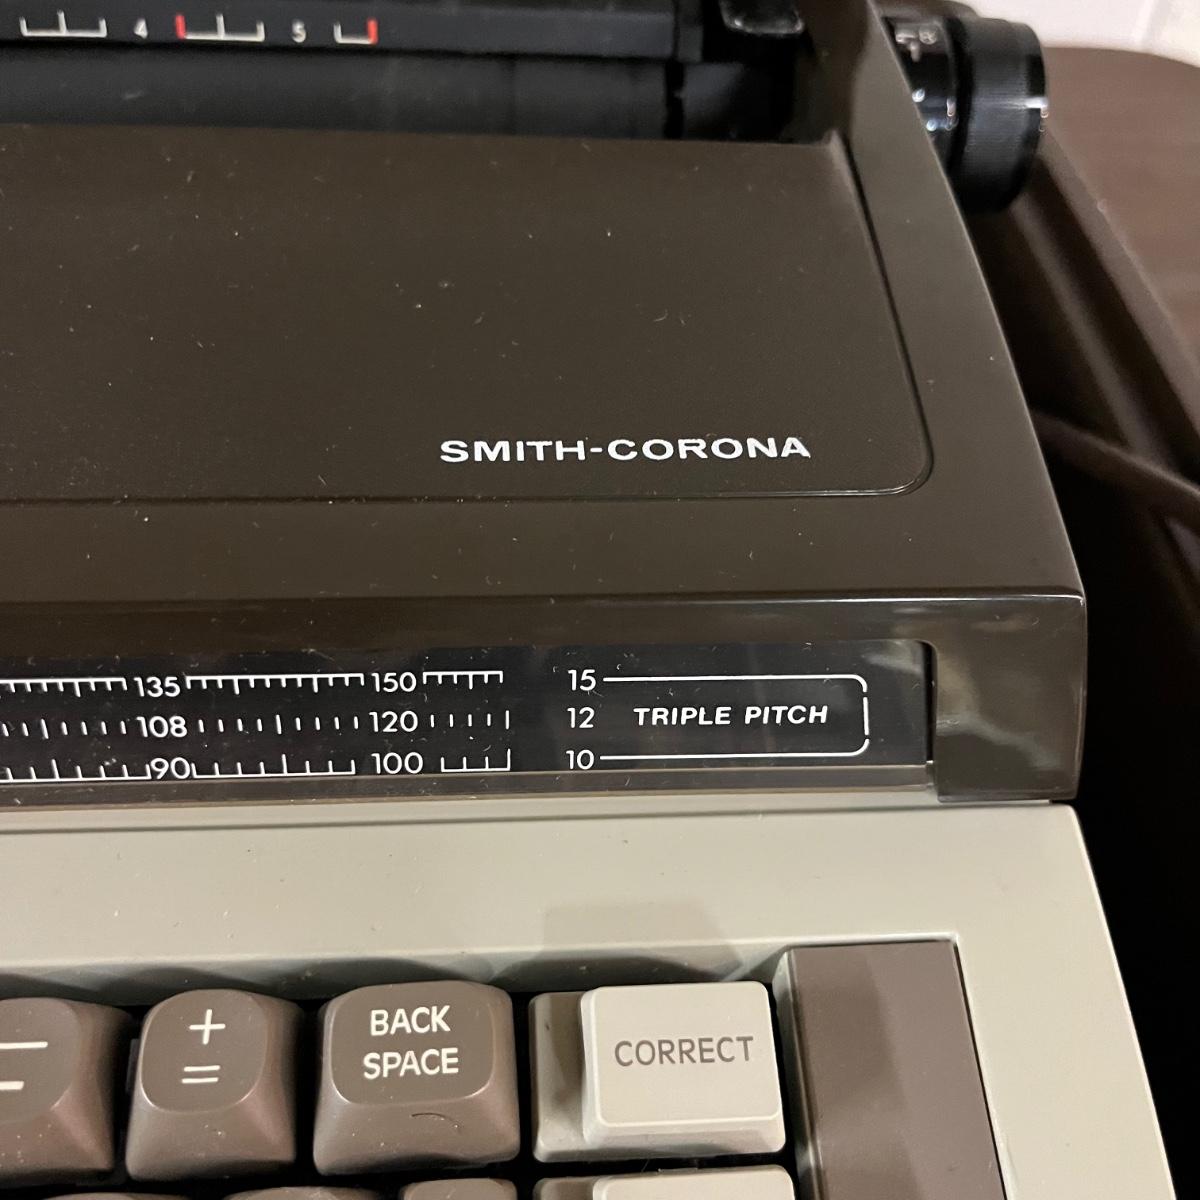 4 5
SMITH-CORONA
135 150 15
108 120 12 TRIPLE PITCH
90 100 10
+
=
BACK
SPACE
CORRECT